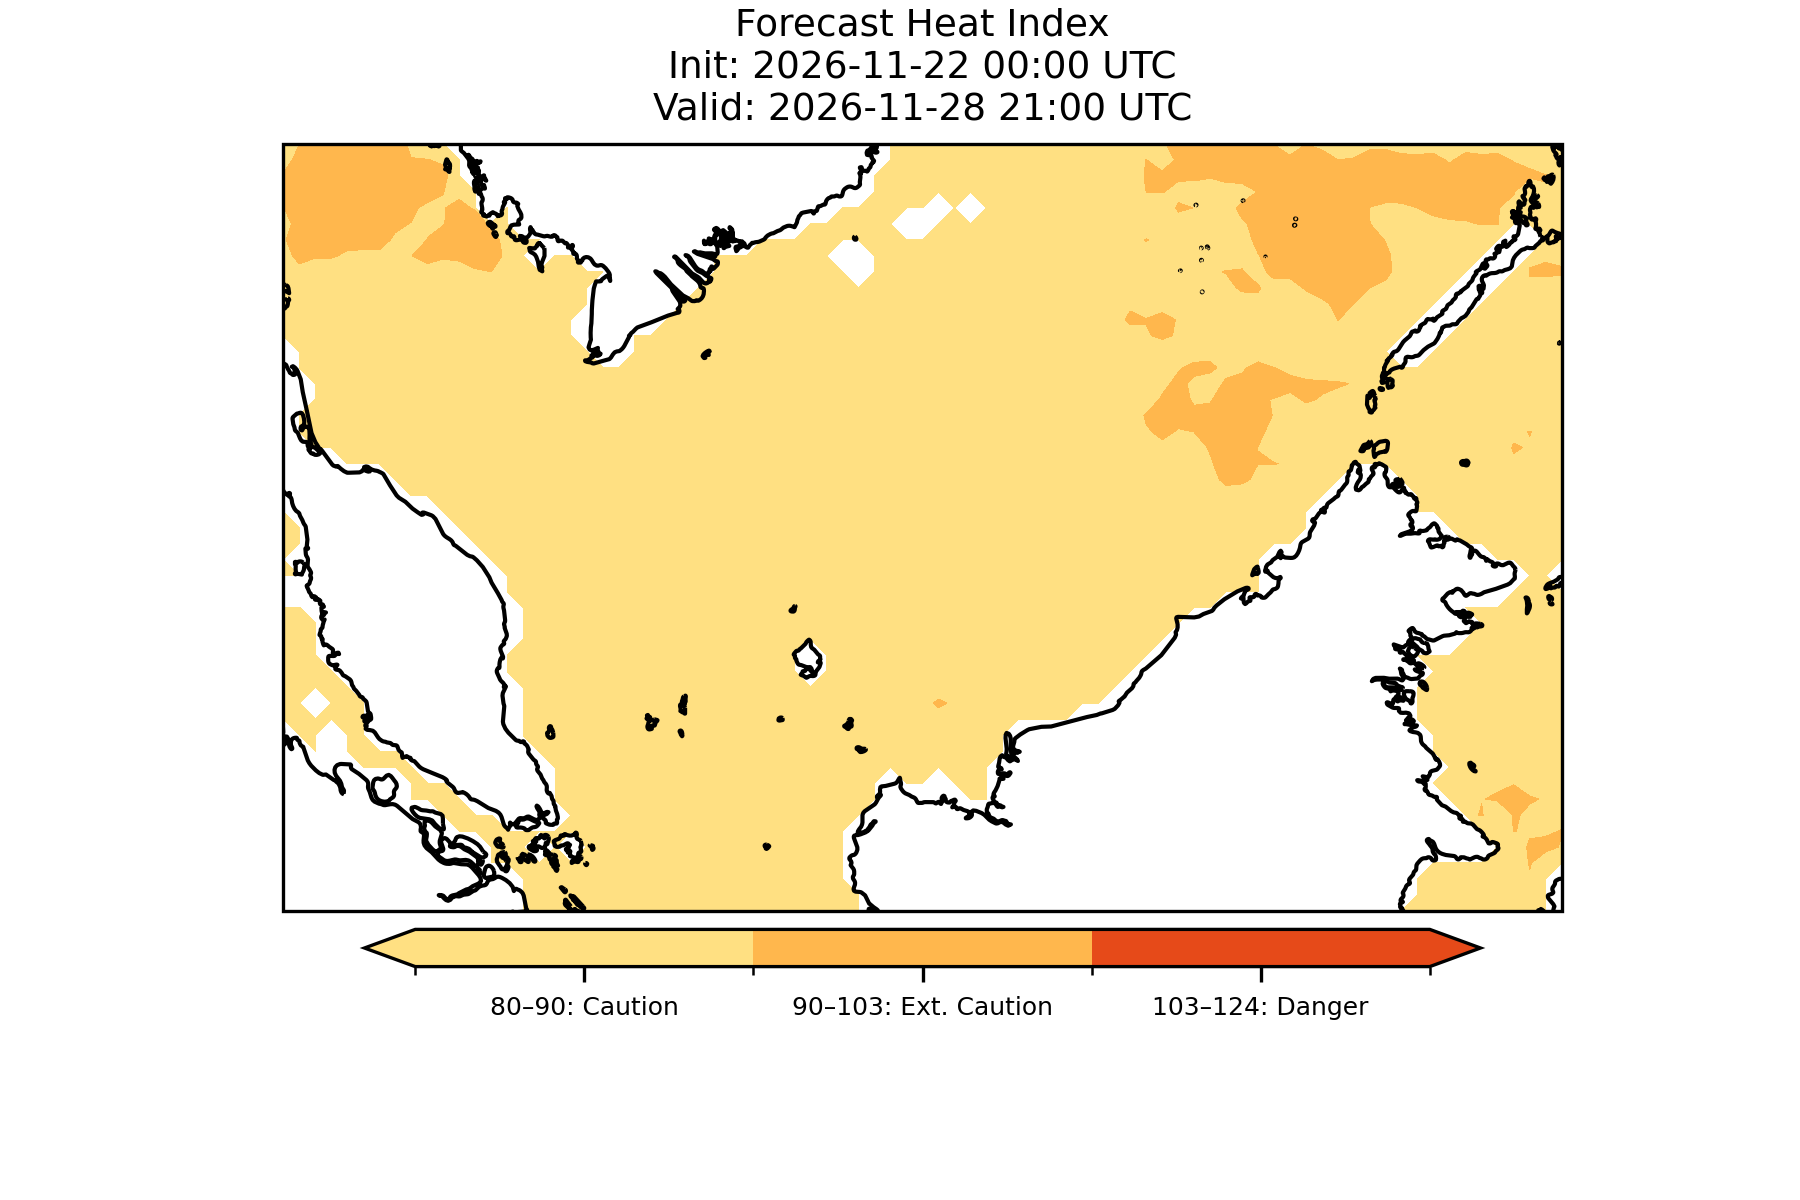 Forecast Heat Index
Init: 2026-11-22 00:00 UTC
Valid: 2026-11-28 21:00 UTC
80–90: Caution
90–103: Ext. Caution
103–124: Danger